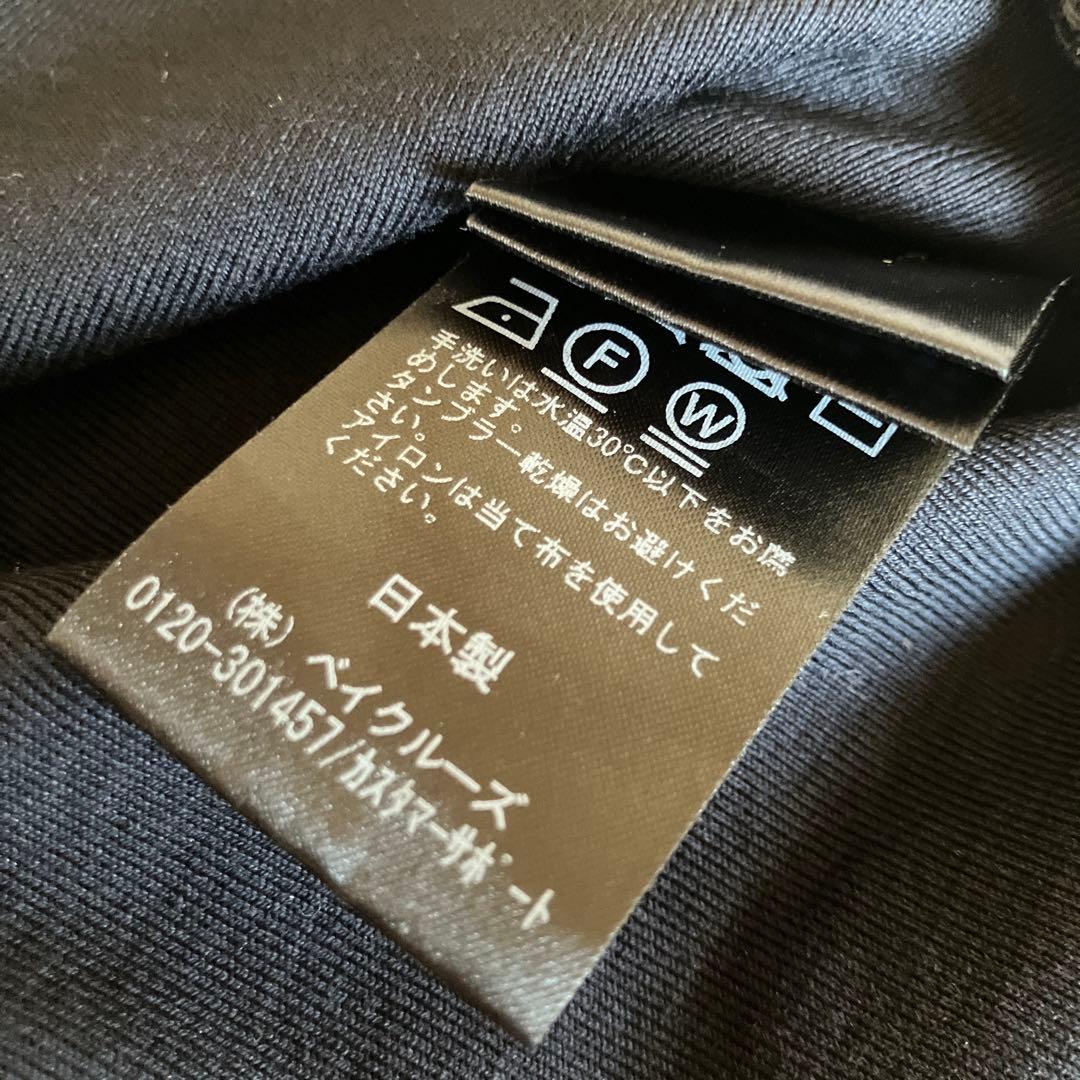 F
W
手洗いは水温30℃以下をお薦
めします。
タンブラー乾燥はお避けくだ
さい。
アイロンは当て布を使用して
ください。
日本製
(株) ベイクルーズ
0120-301457/ｶｽﾀﾏｰｻﾎﾟｰﾄ